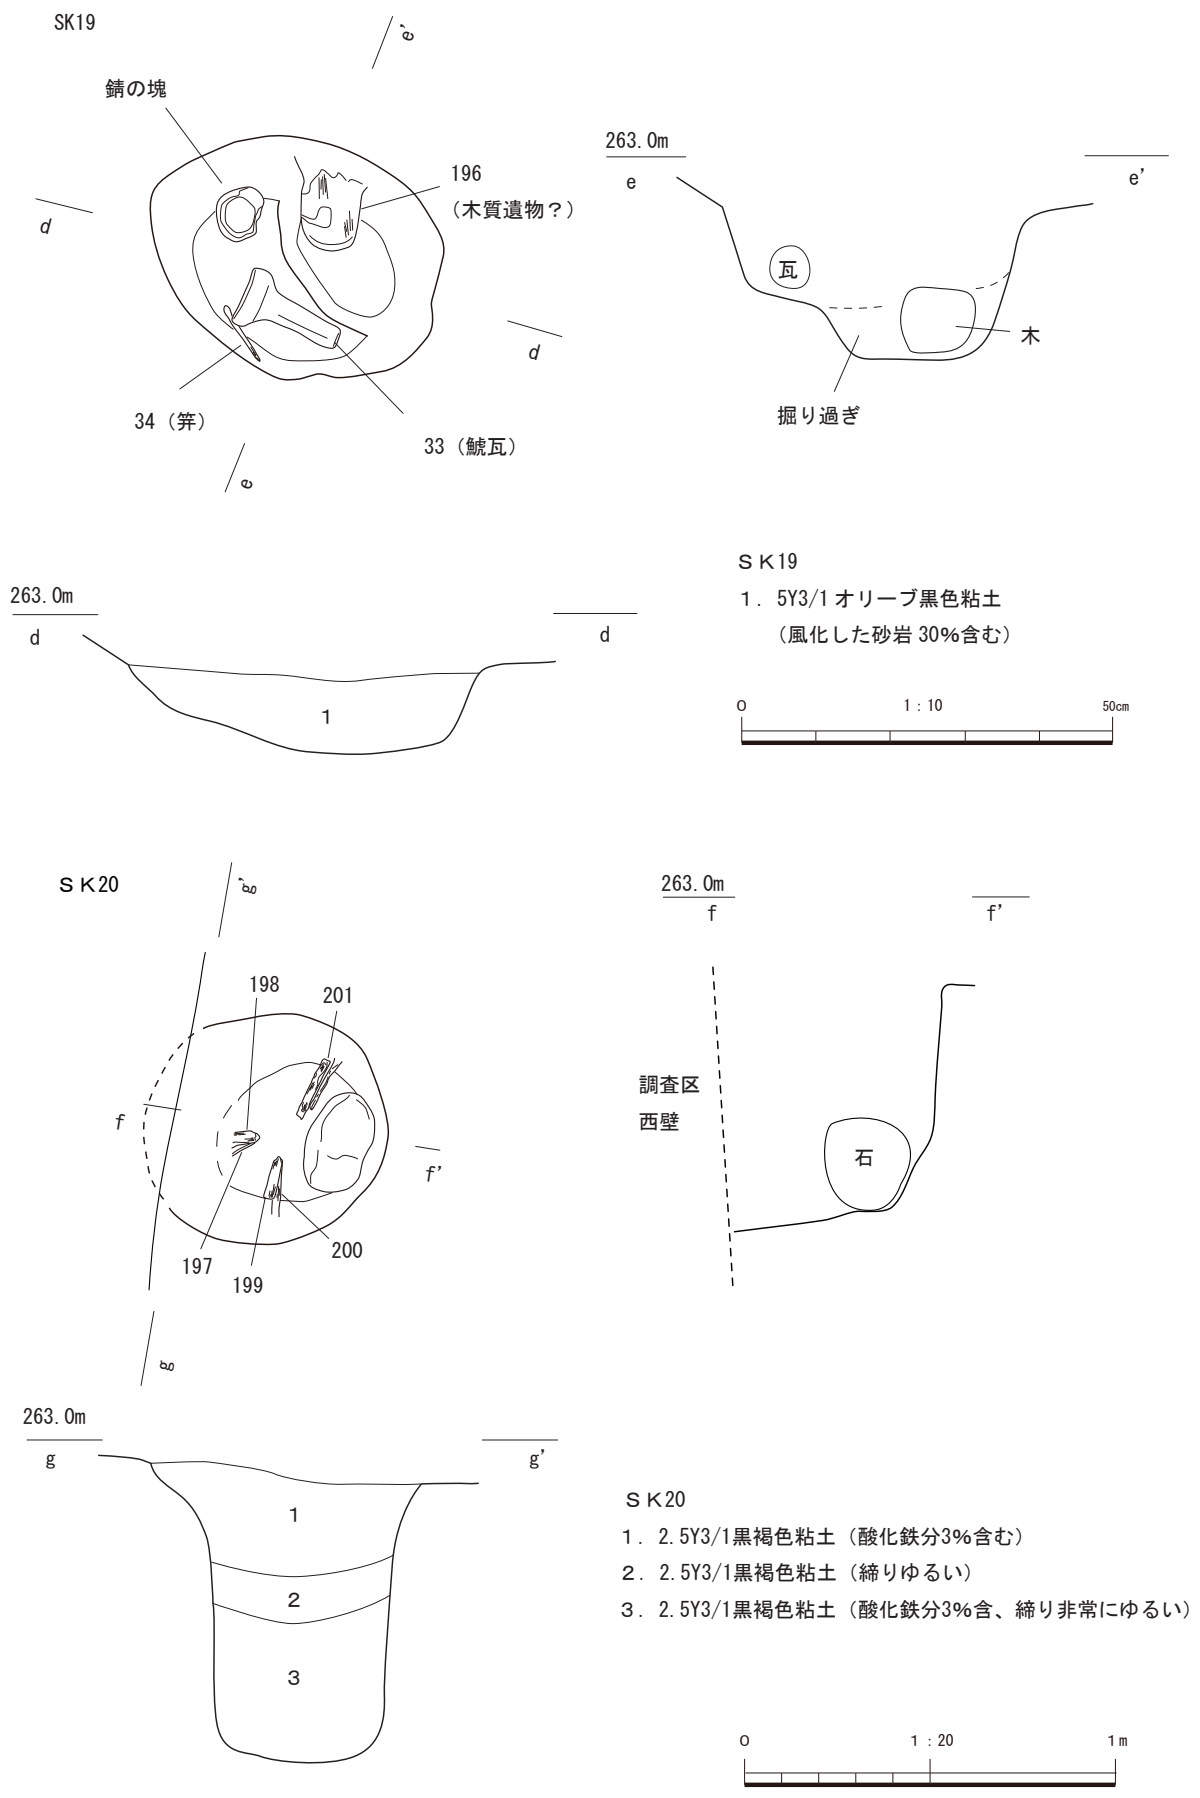 SK19
e’
錆の塊
196
（木質遺物？）
d
d
34（笄）
33（鯱瓦）
e
263.0m
e
e’
瓦
木
掘り過ぎ
263.0m
d
d
1
ＳＫ19
１．5Y3/1 オリーブ黒色粘土
（風化した砂岩 30％含む）
0 1：10 50cm
ＳＫ20
g’
198
201
f
f’
197
199
200
g
263.0m
f
f’
調査区
西壁
石
263.0m
g
g’
1
2
3
ＳＫ20
１．2.5Y3/1黒褐色粘土（酸化鉄分3％含む）
２．2.5Y3/1黒褐色粘土（締りゆるい）
３．2.5Y3/1黒褐色粘土（酸化鉄分3％含、締り非常にゆるい）
0 1：20 1m